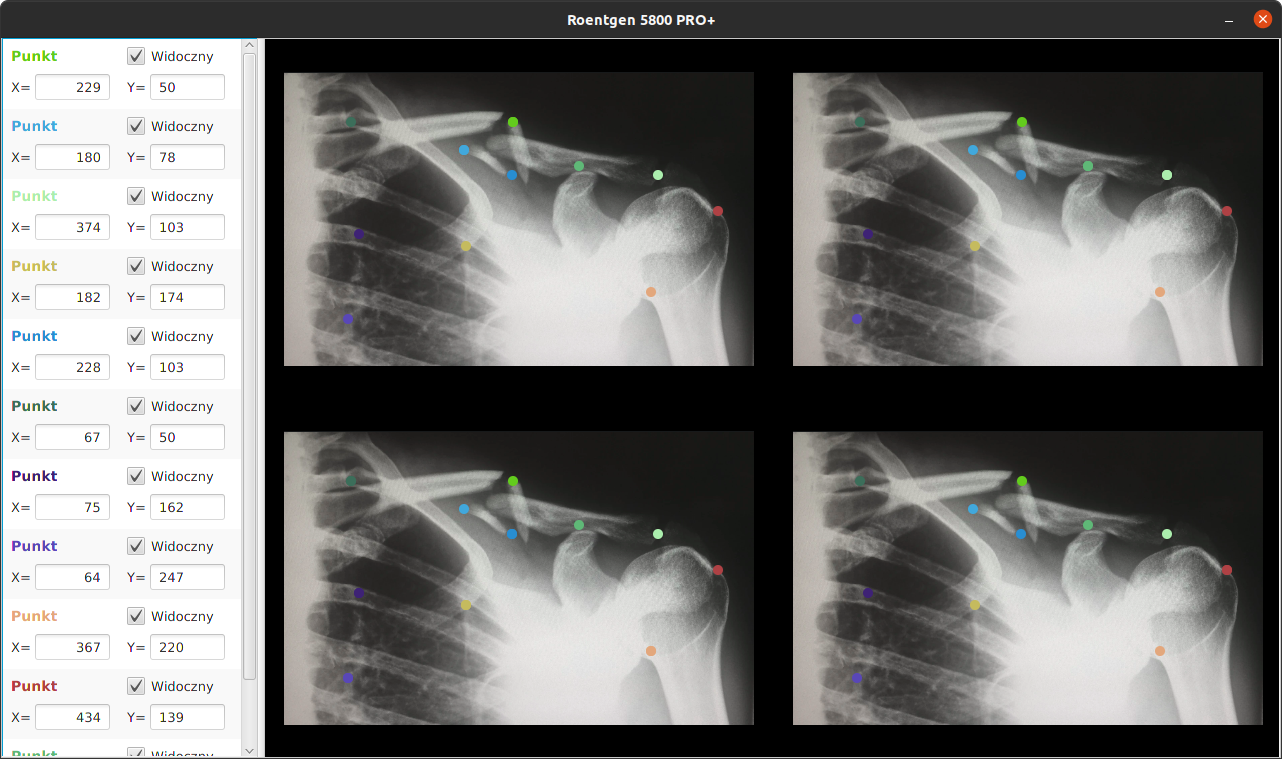 Roentgen 5800 PRO+
Punkt Widoczny
X= 229 Y= 50
Punkt Widoczny
X= 180 Y= 78
Punkt Widoczny
X= 374 Y= 103
Punkt Widoczny
X= 182 Y= 174
Punkt Widoczny
X= 228 Y= 103
Punkt Widoczny
X= 67 Y= 50
Punkt Widoczny
X= 75 Y= 162
Punkt Widoczny
X= 64 Y= 247
Punkt Widoczny
X= 367 Y= 220
Punkt Widoczny
X= 434 Y= 139
Punkt Widoczny